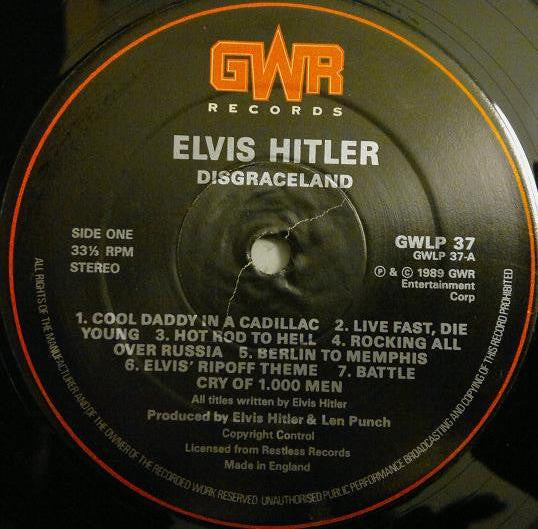 GWR
RECORDS
ELVIS HITLER
DISGRACELAND
SIDE ONE
33⅓ RPM
STEREO
GWLP 37
GWLP 37-A
Ⓟ & © 1989 GWR
Entertainment
Corp
1. COOL DADDY IN A CADILLAC 2. LIVE FAST, DIE
YOUNG 3. HOT ROD TO HELL 4. ROCKING ALL
OVER RUSSIA 5. BERLIN TO MEMPHIS
6. ELVIS' RIPOFF THEME 7. BATTLE
CRY OF 1.000 MEN
All titles written by Elvis Hitler
Produced by Elvis Hitler & Len Punch
Copyright Control
Licensed from Restless Records
Made in England
ALL RIGHTS OF THE MANUFACTURER AND OF THE OWNER OF THE RECORDED WORK RESERVED UNAUTHORISED PUBLIC PERFORMANCE BROADCASTING AND COPYING OF THIS RECORD PROHIBITED